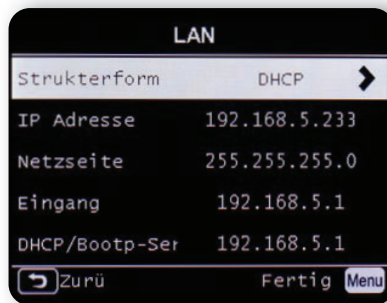 LAN
Strukterform DHCP
IP Adresse 192.168.5.233
Netzseite 255.255.255.0
Eingang 192.168.5.1
DHCP/Bootp-Ser 192.168.5.1
Zurü Fertig Menu